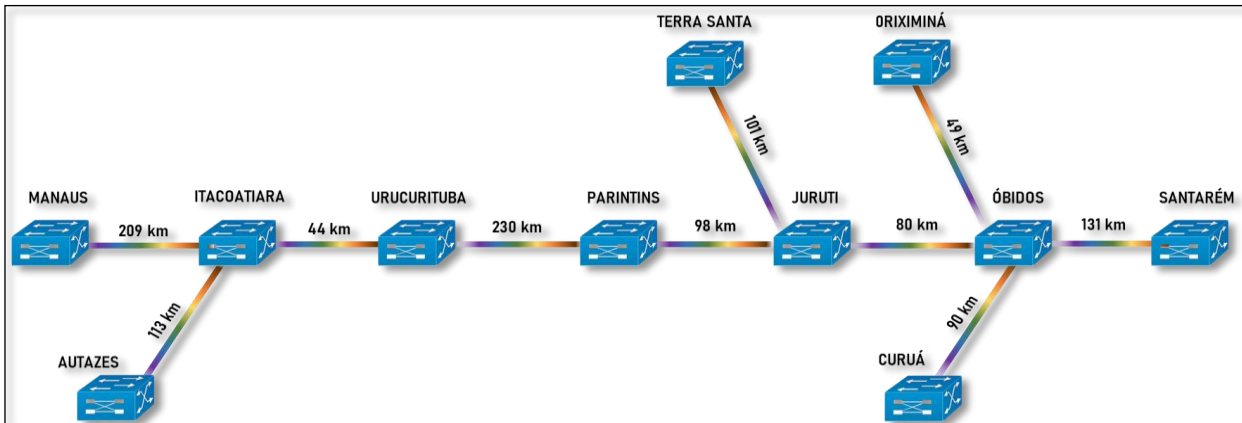 TERRA SANTA
ORIXIMINÁ
101 km
49 km
MANAUS
ITACOATIARA
URUCURITUBA
PARINTINS
JURUTI
ÓBIDOS
SANTARÉM
209 km
44 km
230 km
98 km
80 km
131 km
113 km
90 km
AUTAZES
CURUÁ